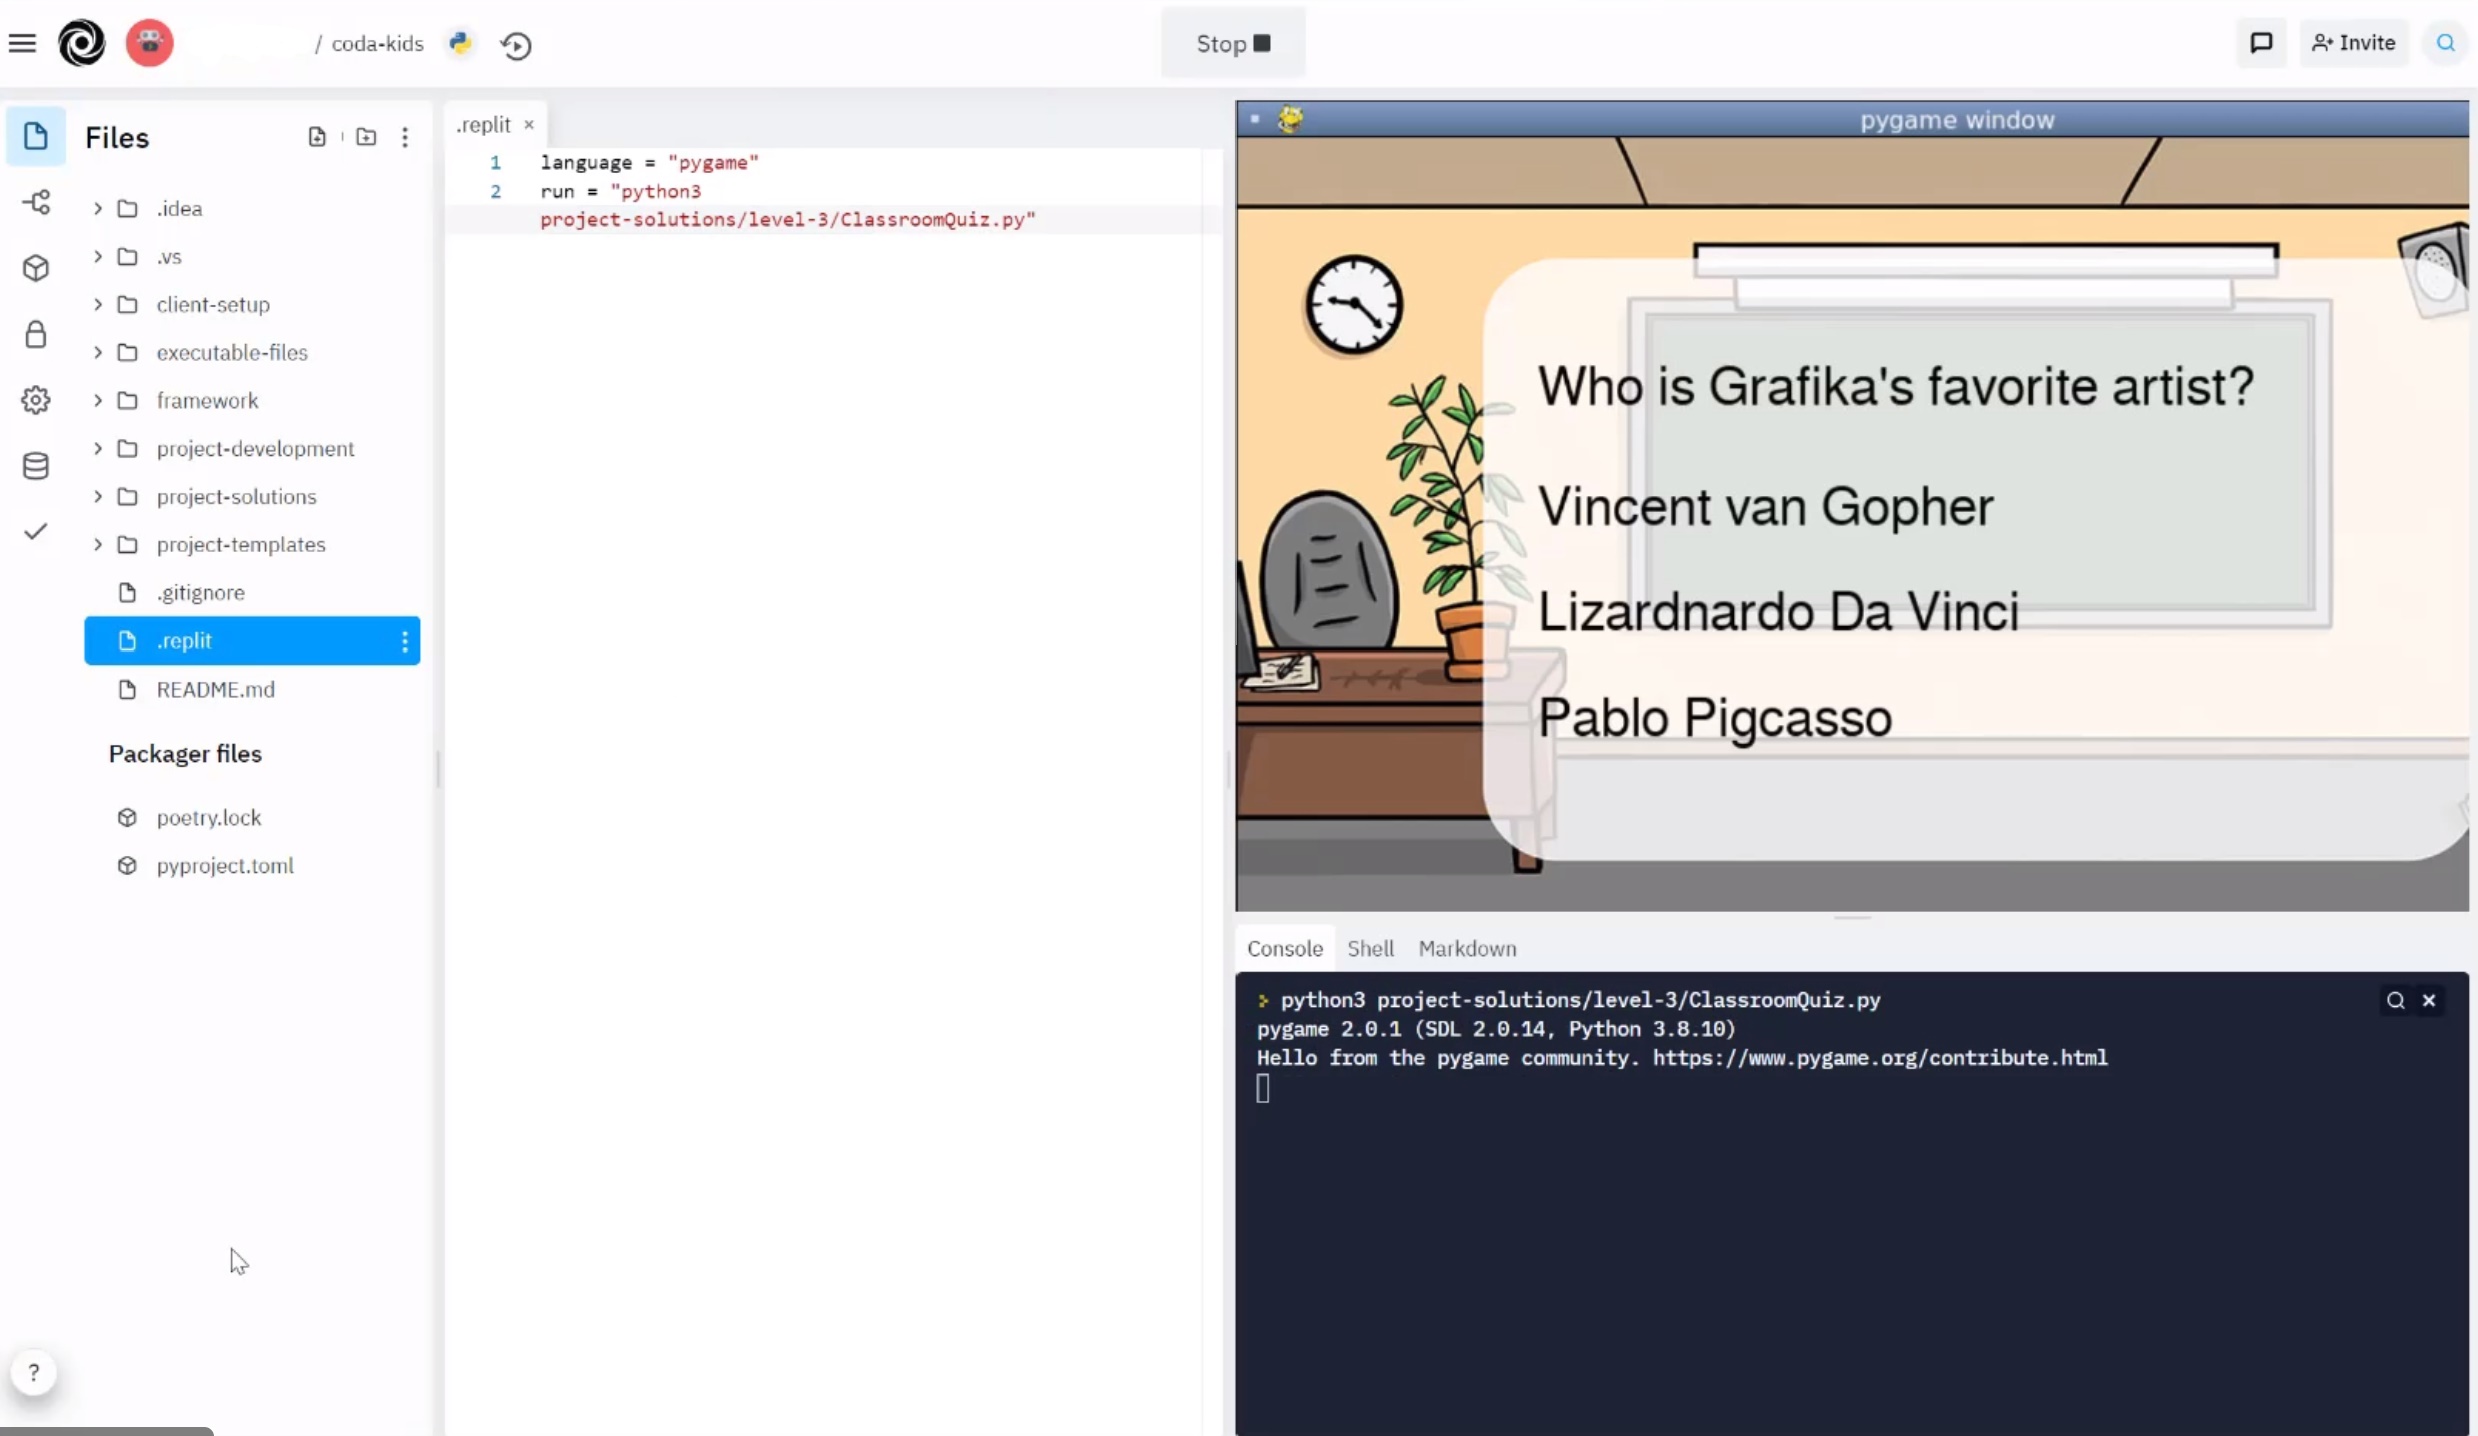 / coda-kids
Stop
Invite
Files
.idea
.vs
client-setup
executable-files
framework
project-development
project-solutions
project-templates
.gitignore
.replit
README.md
Packager files
poetry.lock
pyproject.toml
?
.replit ×
1 language = "pygame"
2 run = "python3
project-solutions/level-3/ClassroomQuiz.py"
pygame window
Who is Grafika's favorite artist?
Vincent van Gopher
Lizardnardo Da Vinci
Pablo Pigcasso
Console Shell Markdown
python3 project-solutions/level-3/ClassroomQuiz.py
pygame 2.0.1 (SDL 2.0.14, Python 3.8.10)
Hello from the pygame community. https://www.pygame.org/contribute.html